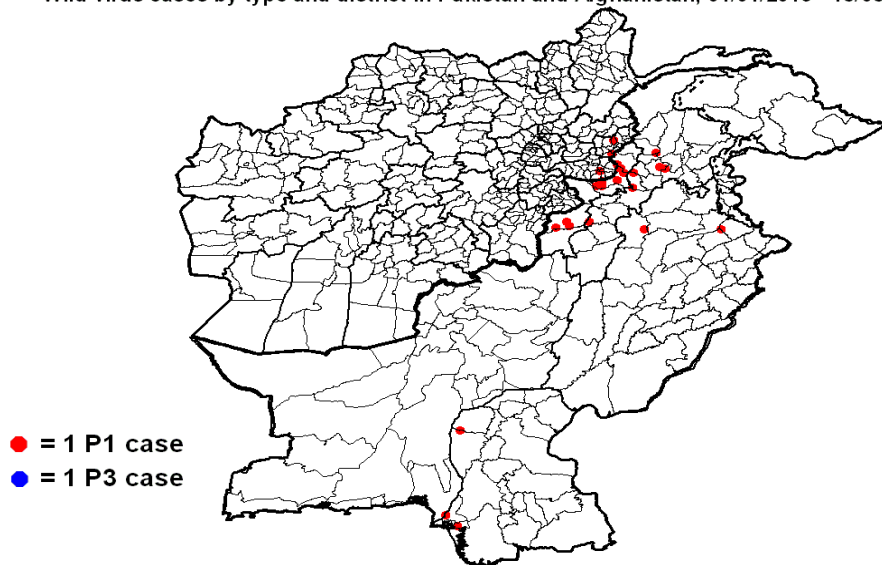 Wild virus cases by type and district in Pakistan and Afghanistan,
= 1 P1 case
= 1 P3 case